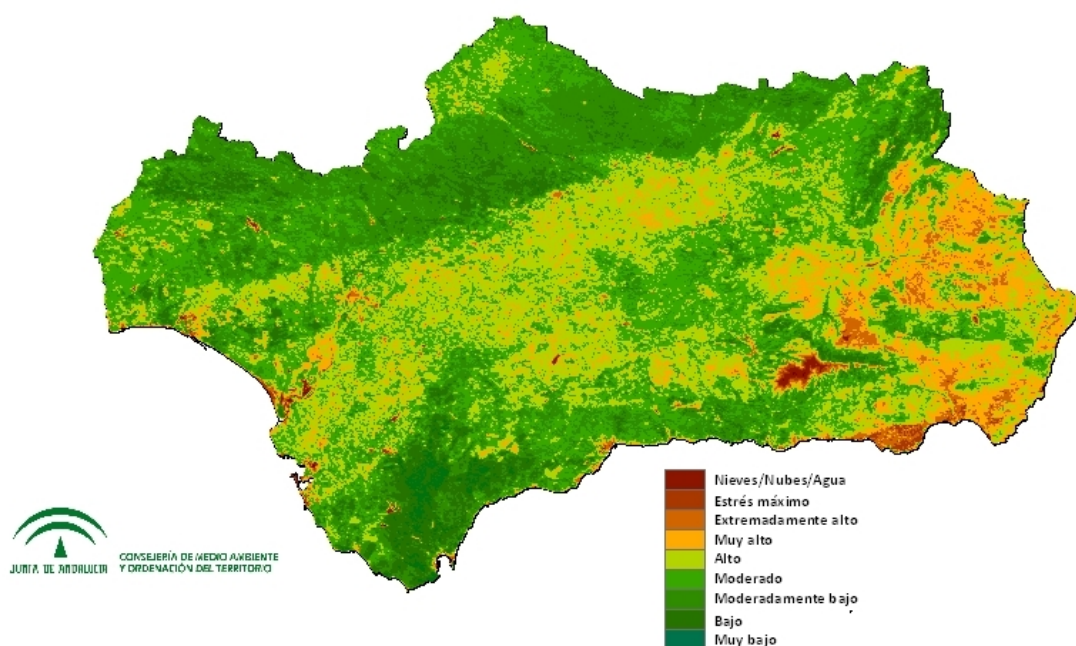 Nieves/Nubes/Agua
Estrés máximo
Extremadamente alto
Muy alto
Alto
Moderado
Moderadamente bajo
Bajo
Muy bajo
JUNTA DE ANDALUCIA
CONSEJERÍA DE MEDIO AMBIENTE
Y ORDENACIÓN DEL TERRITORIO